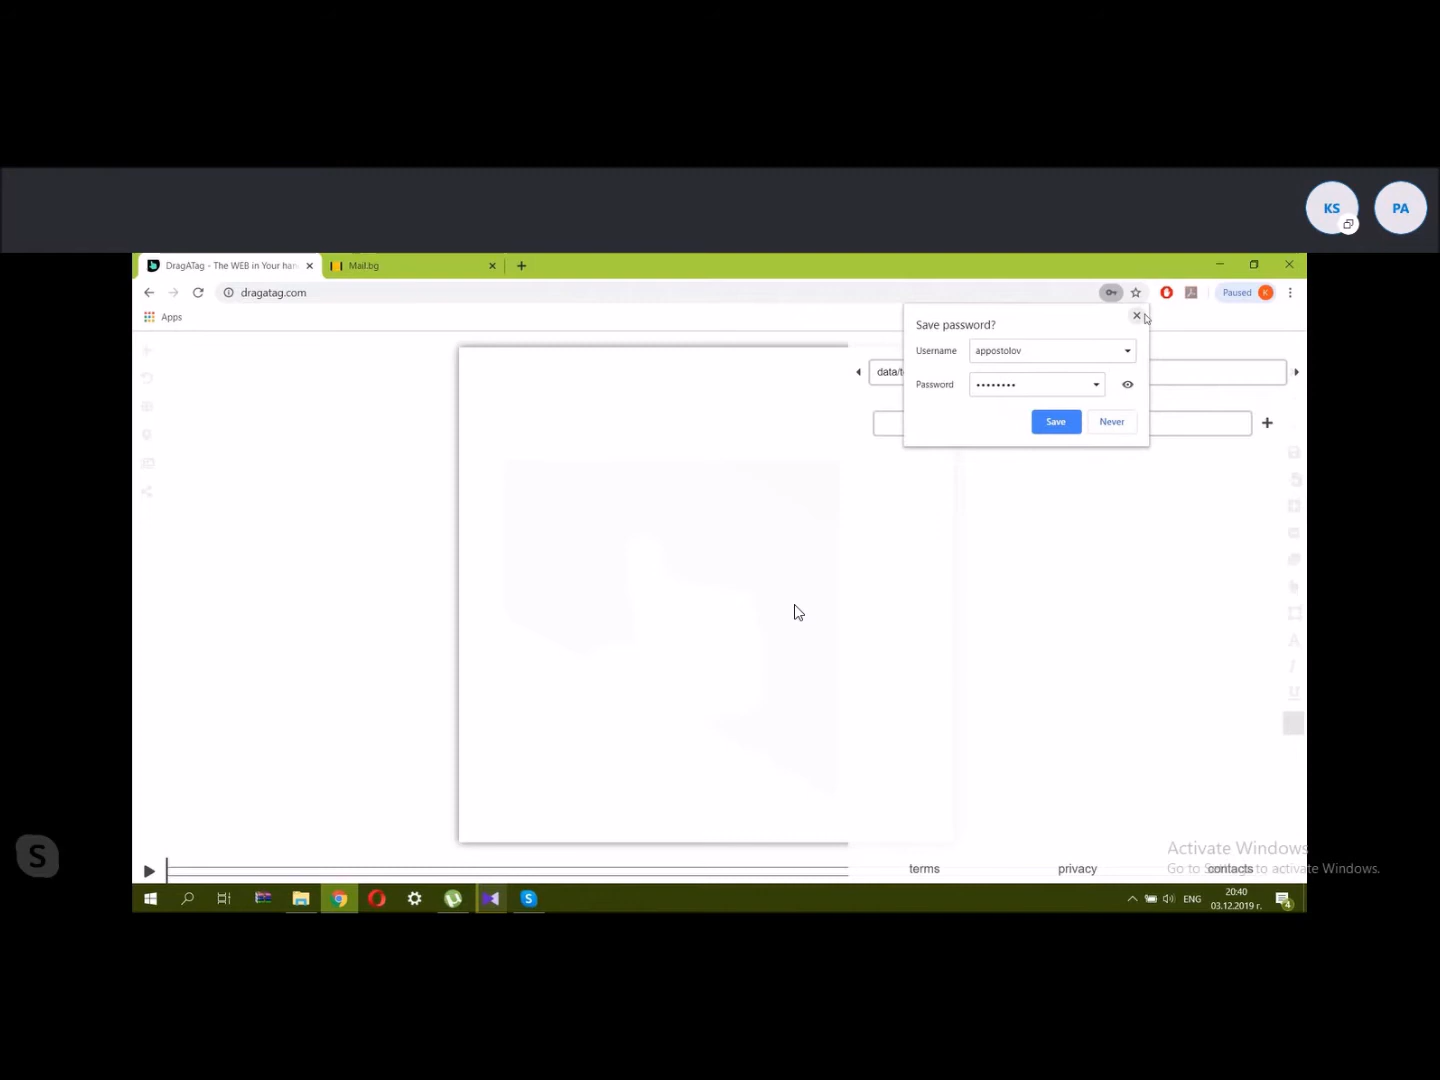 KS
PA
DragATag - The WEB in Your han
Mail.bg
dragatag.com
Paused
K
Apps
Save password?
Username
appostolov
data/t
Password
••••••••
Save
Never
A
I
U
S
Activate Windows
Go to Settings to activate Windows.
terms
privacy
contacts
ENG
20:40
03.12.2019 г.
4